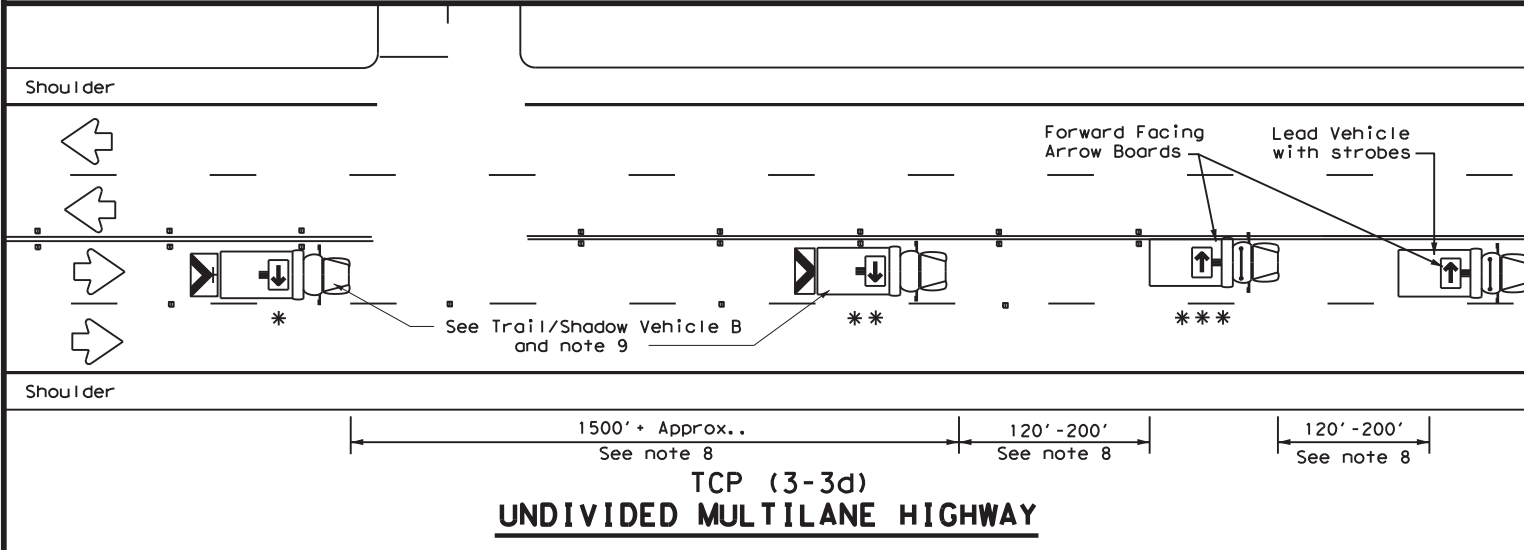 Shoulder
Forward Facing
Arrow Boards
Lead Vehicle
with strobes
*
**
***
See Trail/Shadow Vehicle B
and note 9
Shoulder
1500'+ Approx..
See note 8
120'-200'
See note 8
120'-200'
See note 8
TCP (3-3d)
UNDIVIDED MULTILANE HIGHWAY